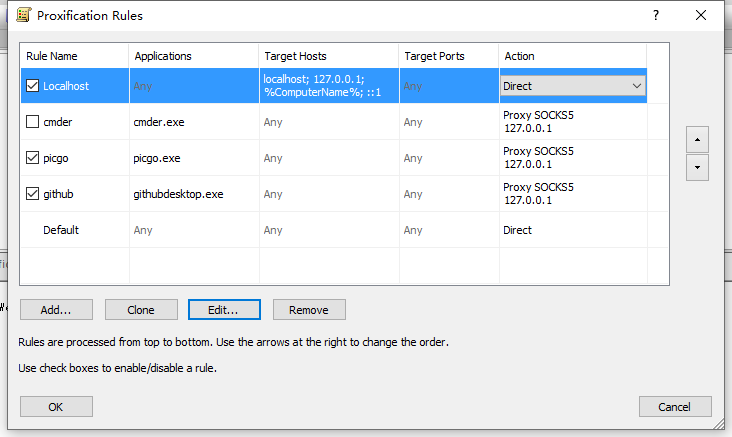 Proxification Rules
Rule Name Applications Target Hosts Target Ports Action
Localhost Any localhost; 127.0.0.1; %ComputerName%; ::1 Any Direct
cmder cmder.exe Any Any Proxy SOCKS5 127.0.0.1
picgo picgo.exe Any Any Proxy SOCKS5 127.0.0.1
github githubdesktop.exe Any Any Proxy SOCKS5 127.0.0.1
Default Any Any Any Direct
Add... Clone Edit... Remove
Rules are processed from top to bottom. Use the arrows at the right to change the order.
Use check boxes to enable/disable a rule.
OK Cancel